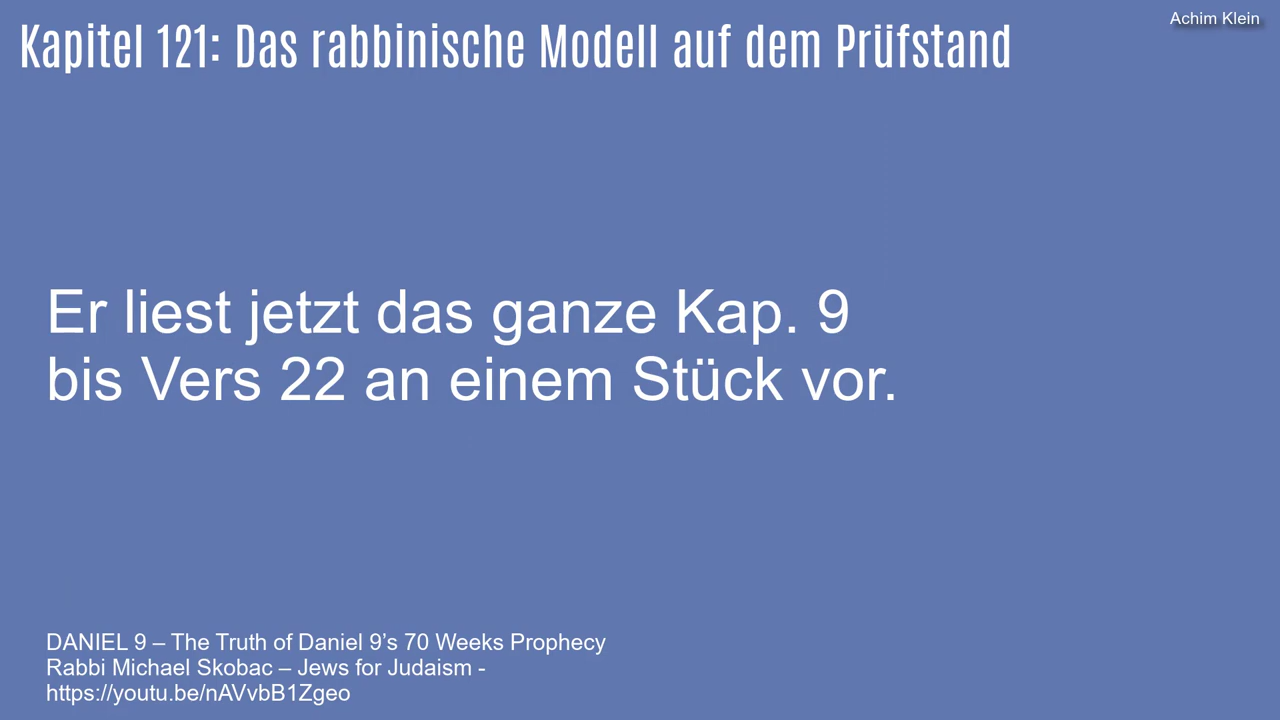 Kapitel 121: Das rabbinische Modell auf dem Prüfstand
Achim Klein
Er liest jetzt das ganze Kap. 9
bis Vers 22 an einem Stück vor.
DANIEL 9 – The Truth of Daniel 9’s 70 Weeks Prophecy
Rabbi Michael Skobac – Jews for Judaism -
https://youtu.be/nAVvbB1Zgeo